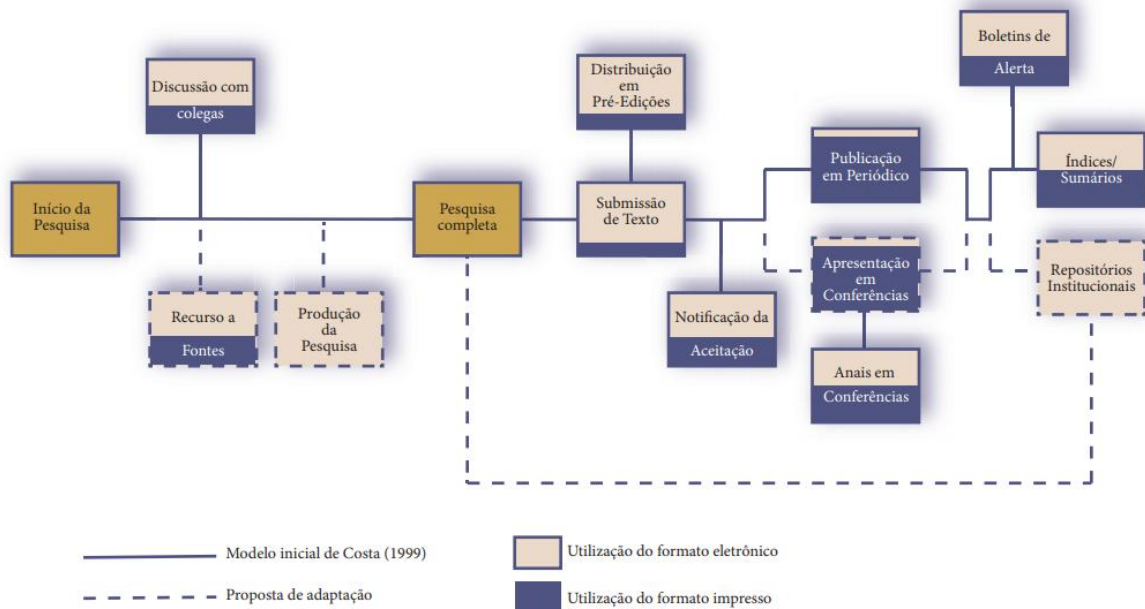 Boletins de
Alerta
Discussão com
colegas
Distribuição
em
Pré-Edições
Publicação
em Periódico
Índices/
Sumários
Início da
Pesquisa
Pesquisa
completa
Submissão
de Texto
Apresentação
em
Conferências
Repositórios
Institucionais
Recurso a
Fontes
Produção
da
Pesquisa
Notificação da
Aceitação
Anais em
Conferências
Modelo inicial de Costa (1999)
Utilização do formato eletrônico
Proposta de adaptação
Utilização do formato impresso